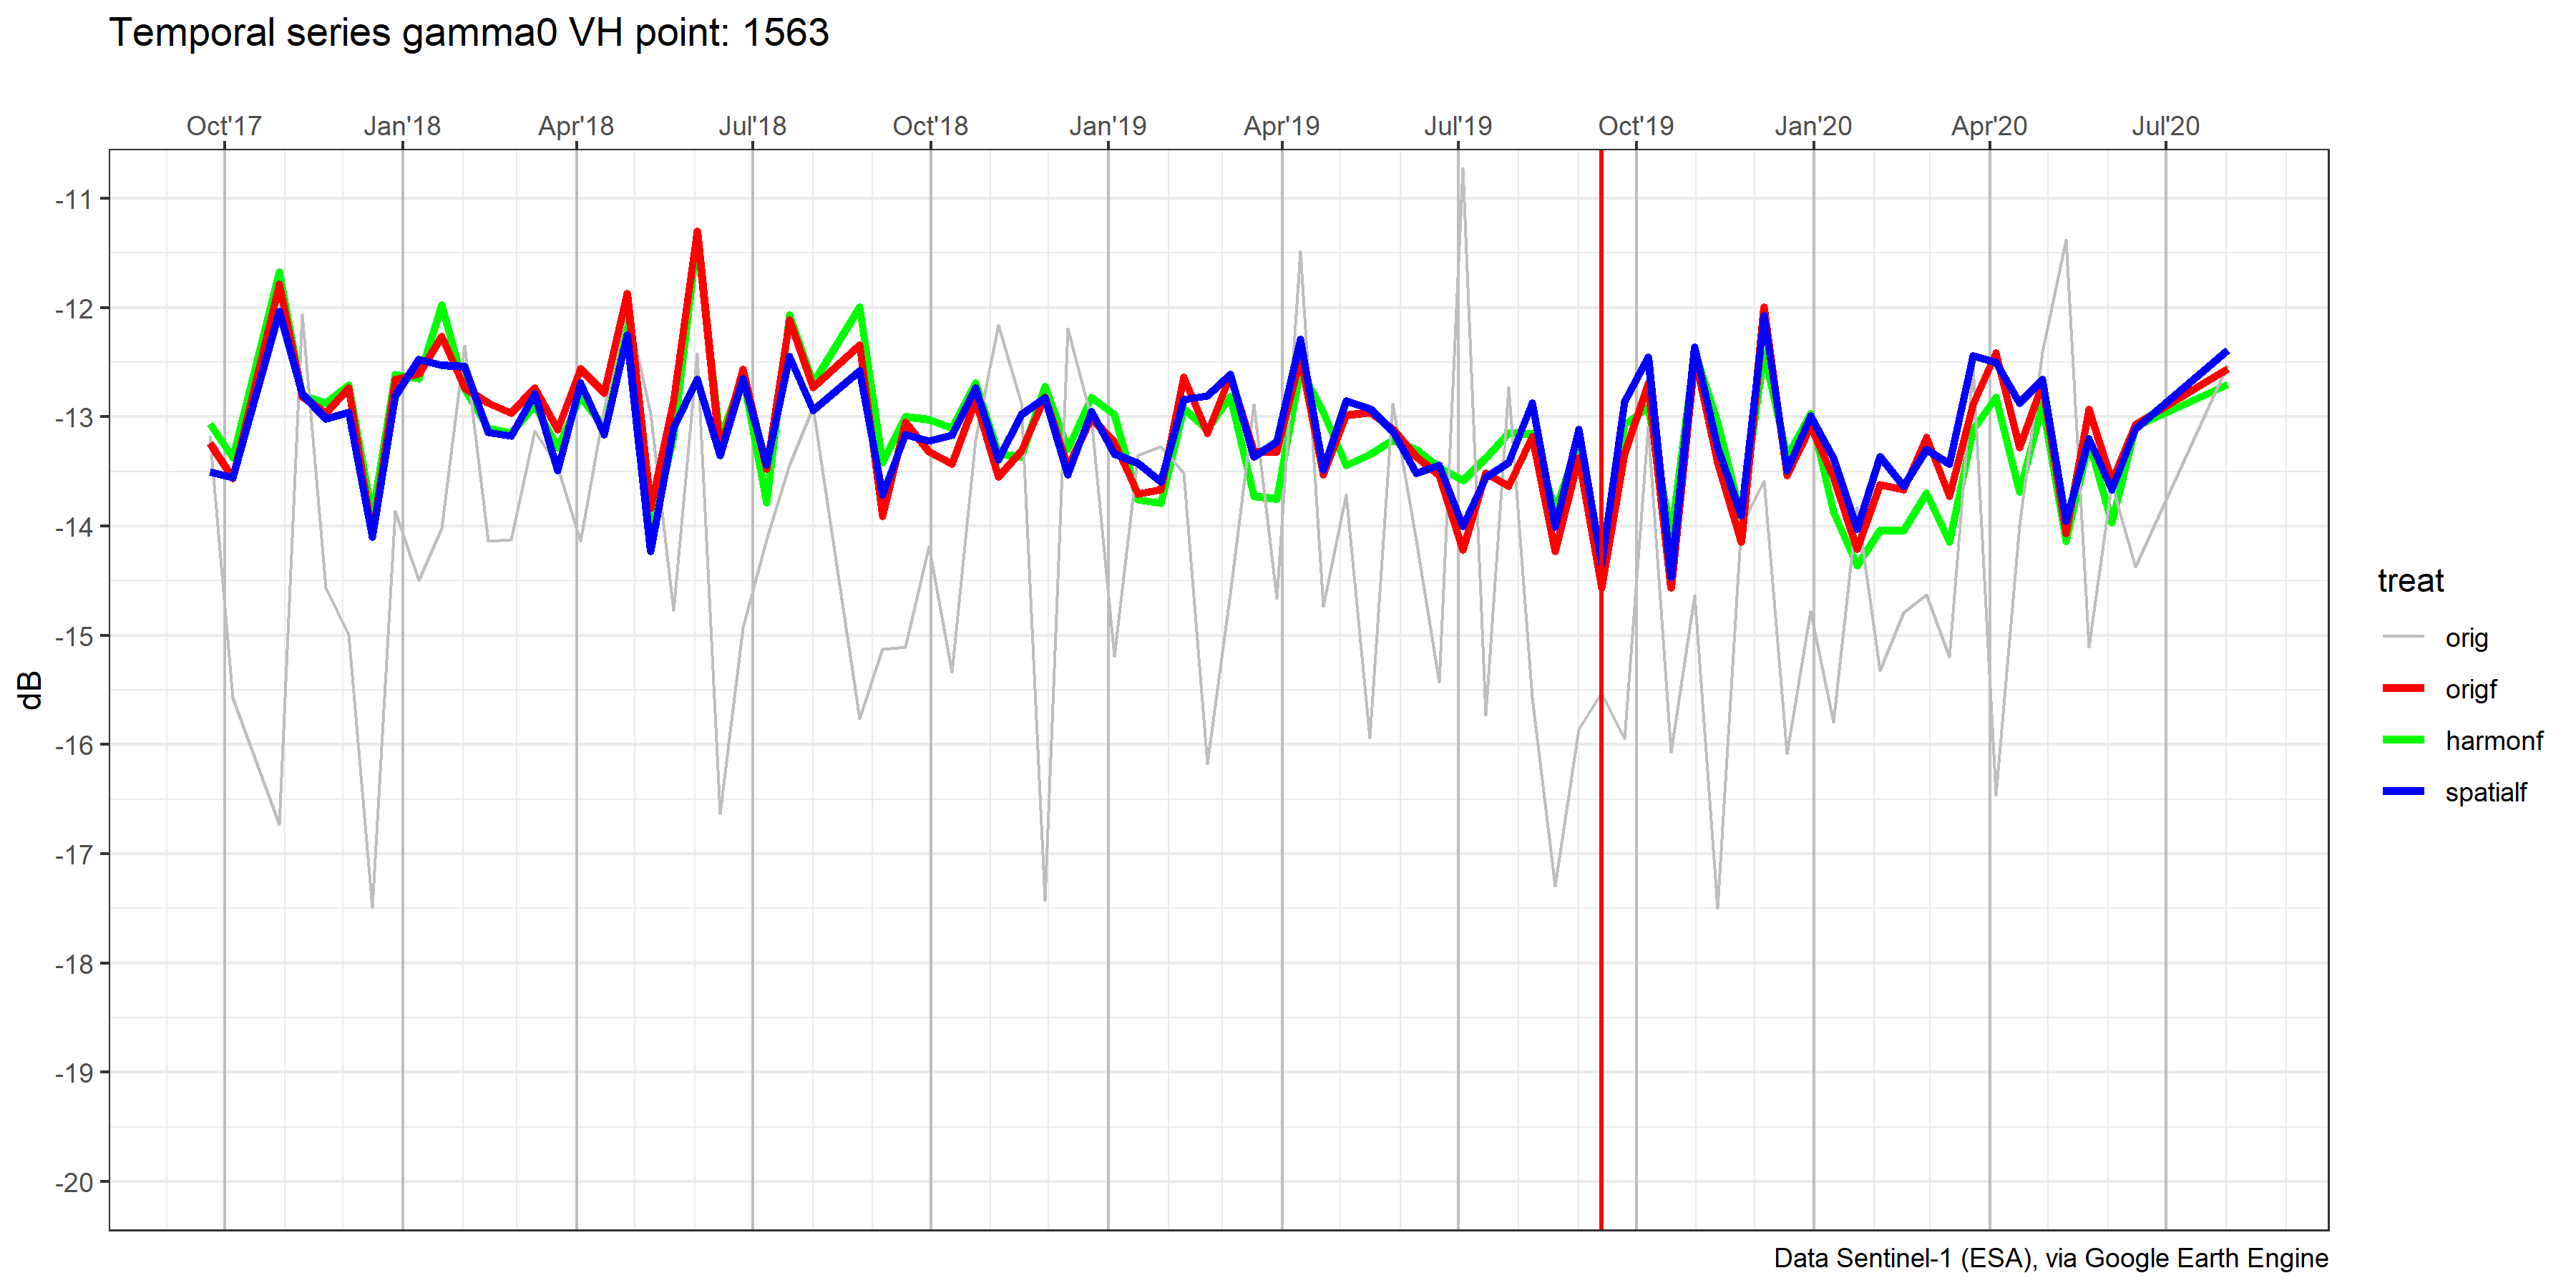 Temporal series gamma0 VH point: 1563
Oct'17 Jan'18 Apr'18 Jul'18 Oct'18 Jan'19 Apr'19 Jul'19 Oct'19 Jan'20 Apr'20 Jul'20
-11
-12
-13
-14
-15
-16
-17
-18
-19
-20
dB
treat
orig
origf
harmonf
spatialf
Data Sentinel-1 (ESA), via Google Earth Engine